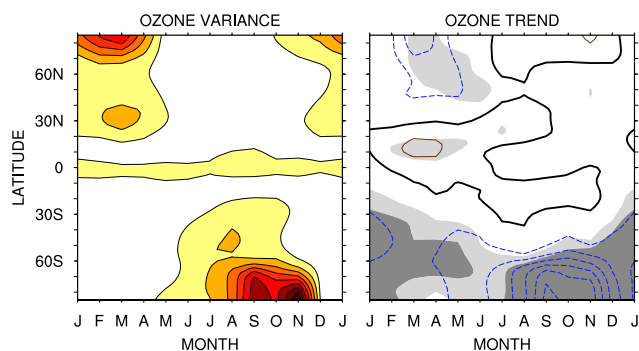 OZONE VARIANCE
OZONE TREND
60N
30N
0
30S
60S
LATITUDE
J F M A M J J A S O N D J
J F M A M J J A S O N D J
MONTH
MONTH